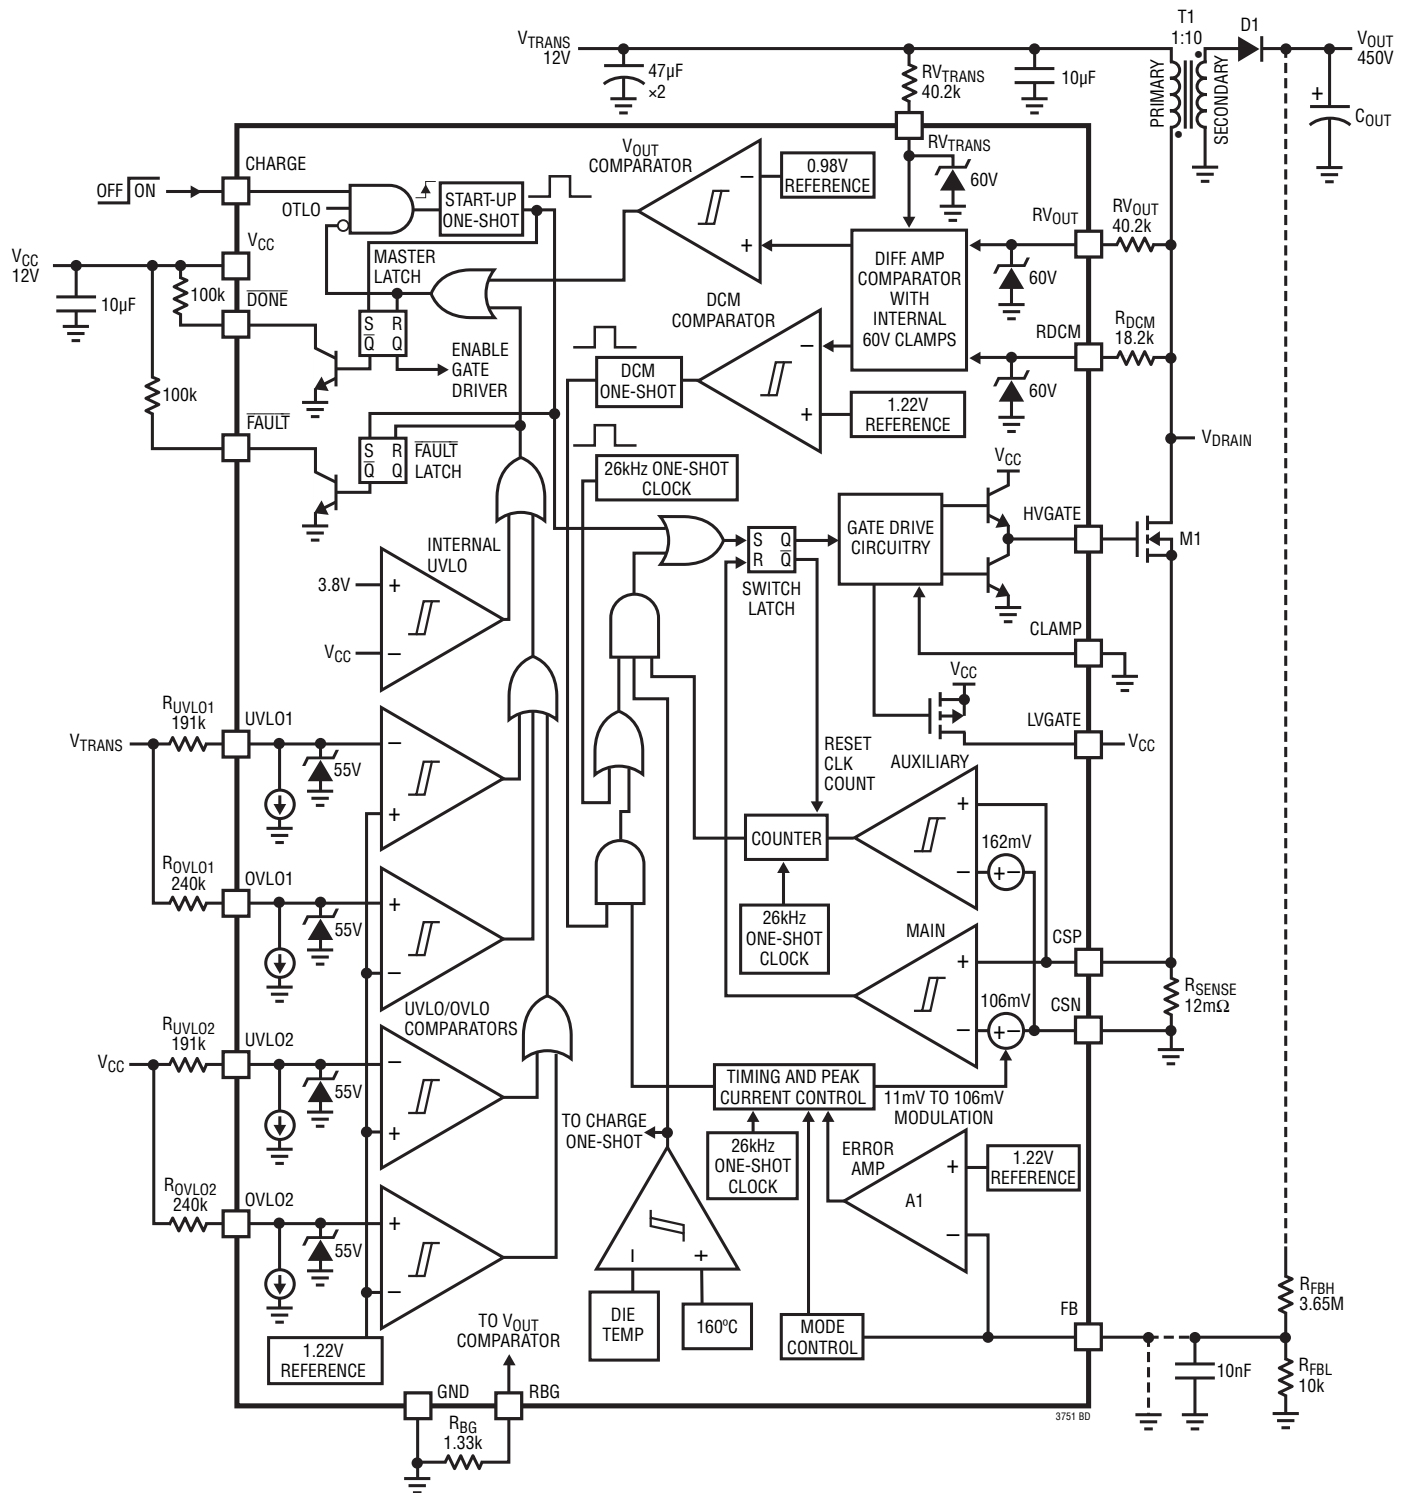 VTRANS
12V
47µF
×2
RVTRANS
40.2k
10µF
T1
1:10
PRIMARY
SECONDARY
D1
VOUT
450V
+
COUT
CHARGE
OFF ON
OTLO
START-UP
ONE-SHOT
VOUT
COMPARATOR
−
+
0.98V
REFERENCE
RVTRANS
60V
VCC
12V
10µF
VCC
100k
DONE
MASTER
LATCH
S R
Q Q
ENABLE
GATE
DRIVER
100k
FAULT
S R
Q Q
FAULT
LATCH
DCM
COMPARATOR
−
+
DCM
ONE-SHOT
DIFF. AMP
COMPARATOR
WITH
INTERNAL
60V CLAMPS
1.22V
REFERENCE
RVOUT
RVOUT
40.2k
60V
RDCM
RDCM
18.2k
60V
VDRAIN
26kHz ONE-SHOT
CLOCK
S Q
R Q
SWITCH
LATCH
GATE DRIVE
CIRCUITRY
VCC
HVGATE
M1
CLAMP
VCC
LVGATE
VCC
INTERNAL
UVLO
3.8V
+
VCC
−
VTRANS
RUVLO1
191k
UVLO1
55V
−
+
ROVLO1
240k
OVLO1
55V
+
−
UVLO/OVLO
COMPARATORS
VCC
RUVLO2
191k
UVLO2
55V
−
+
ROVLO2
240k
OVLO2
55V
+
−
1.22V
REFERENCE
RESET
CLK
COUNT
AUXILIARY
+
−
162mV
+−
COUNTER
26kHz
ONE-SHOT
CLOCK
MAIN
+
−
106mV
+−
CSP
CSN
RSENSE
12mΩ
TIMING AND PEAK
CURRENT CONTROL
11mV TO 106mV
MODULATION
TO CHARGE
ONE-SHOT
26kHz
ONE-SHOT
CLOCK
ERROR
AMP
A1
+
−
1.22V
REFERENCE
− +
DIE
TEMP
160ºC
MODE
CONTROL
FB
RFBH
3.65M
10nF
RFBL
10k
TO VOUT
COMPARATOR
GND
RBG
RBG
1.33k
3751 BD